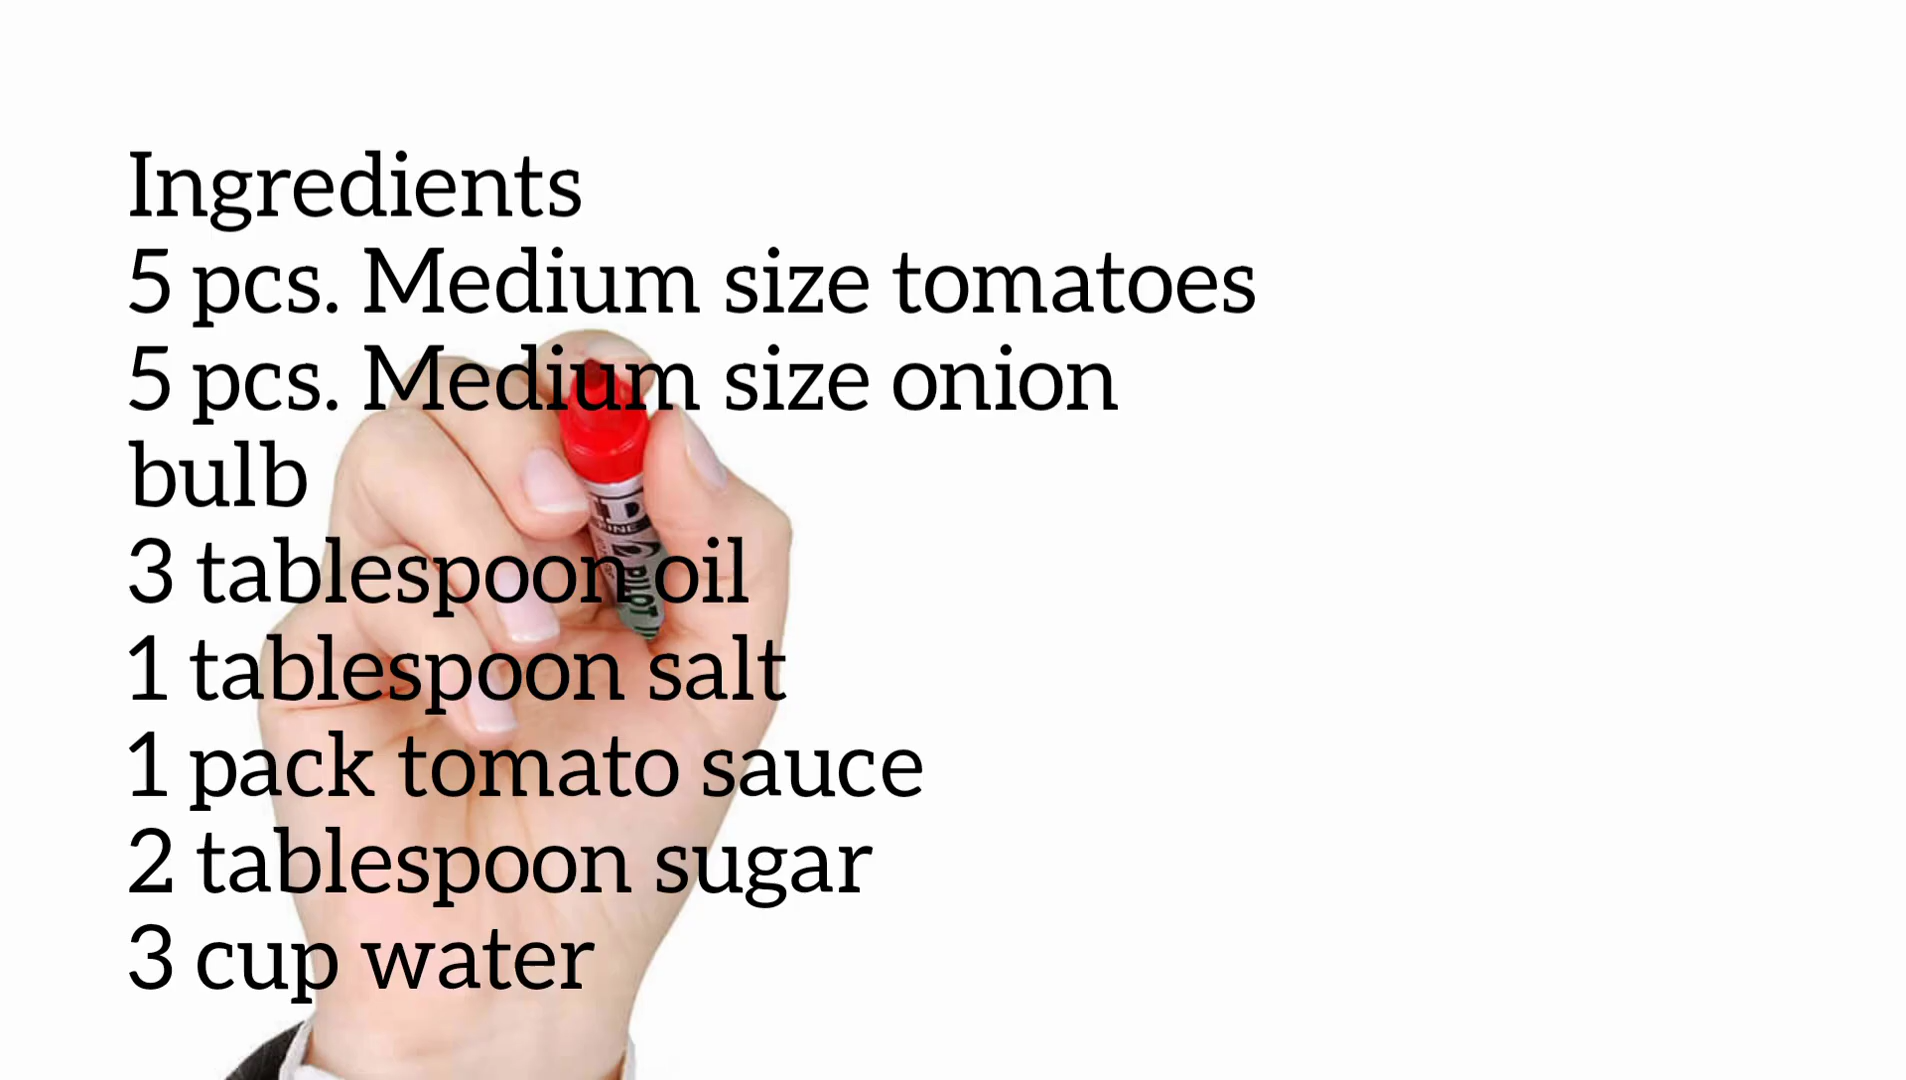 Ingredients
5 pcs. Medium size tomatoes
5 pcs. Medium size onion
bulb
3 tablespoon oil
1 tablespoon salt
1 pack tomato sauce
2 tablespoon sugar
3 cup water
PILOT